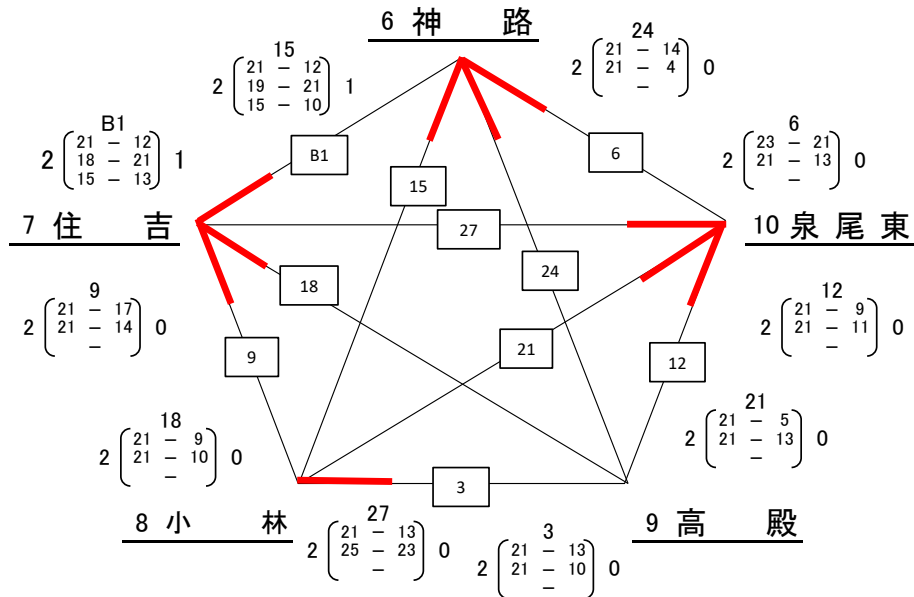 6 神 路
15
2 21 － 12 1
19 － 21
15 － 10
24
2 21 － 14 0
21 － 4
－
B1
2 21 － 12 1
18 － 21
15 － 13
6
2 23 － 21 0
21 － 13
－
B1
6
15
7 住 吉
27
10 泉 尾 東
18
24
9
2 21 － 17 0
21 － 14
－
12
2 21 － 9 0
21 － 11
－
9
21
12
18
2 21 － 9 0
21 － 10
－
21
2 21 － 5 0
21 － 13
－
3
8 小 林
27
2 21 － 13 0
25 － 23
－
3
2 21 － 13 0
21 － 10
－
9 高 殿